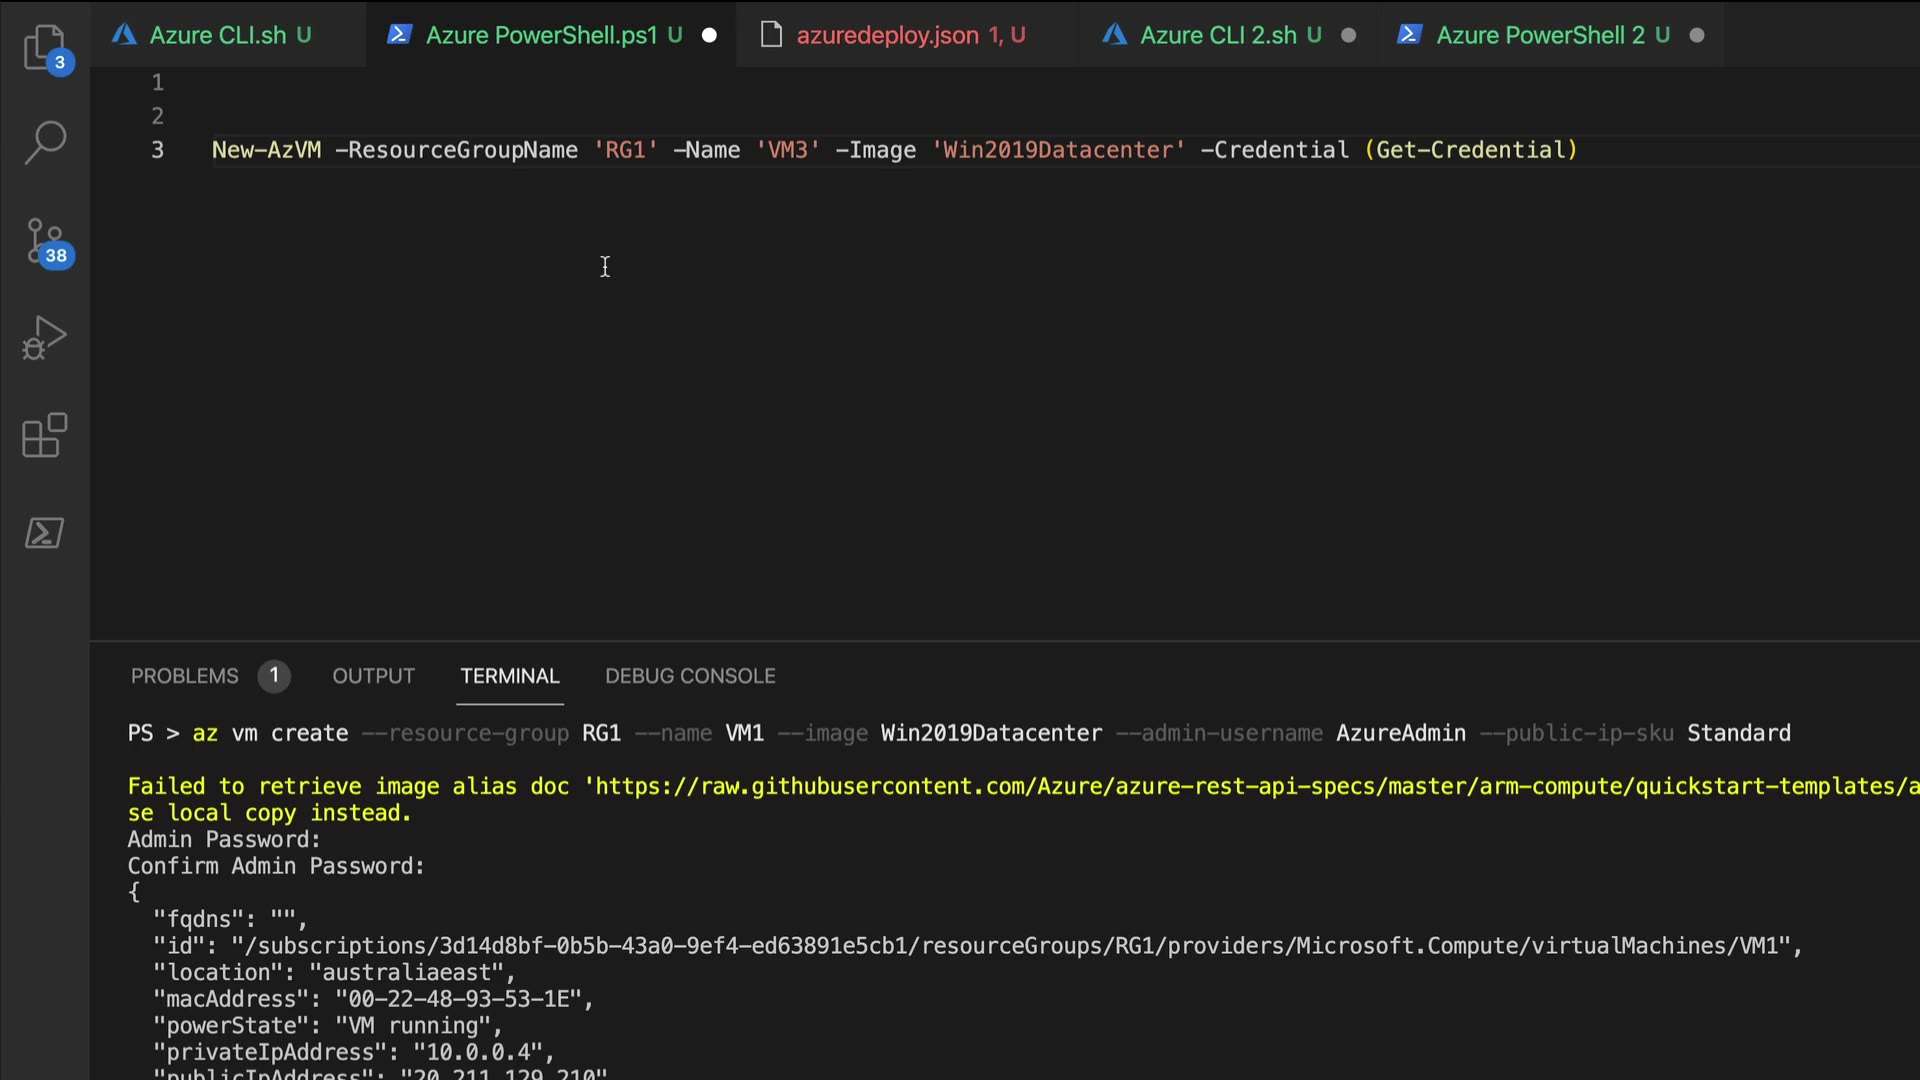 3
38
Azure CLI.sh U
Azure PowerShell.ps1 U
azuredeploy.json 1, U
Azure CLI 2.sh U
Azure PowerShell 2 U
1
2
3 New-AzVM -ResourceGroupName 'RG1' -Name 'VM3' -Image 'Win2019Datacenter' -Credential (Get-Credential)
PROBLEMS 1 OUTPUT TERMINAL DEBUG CONSOLE
PS > az vm create --resource-group RG1 --name VM1 --image Win2019Datacenter --admin-username AzureAdmin --public-ip-sku Standard
Failed to retrieve image alias doc 'https://raw.githubusercontent.com/Azure/azure-rest-api-specs/master/arm-compute/quickstart-templates/a
se local copy instead.
Admin Password:
Confirm Admin Password:
{
"fqdns": "",
"id": "/subscriptions/3d14d8bf-0b5b-43a0-9ef4-ed63891e5cb1/resourceGroups/RG1/providers/Microsoft.Compute/virtualMachines/VM1",
"location": "australiaeast",
"macAddress": "00-22-48-93-53-1E",
"powerState": "VM running",
"privateIpAddress": "10.0.0.4",
"publicIpAddress": "20.211.129.210"